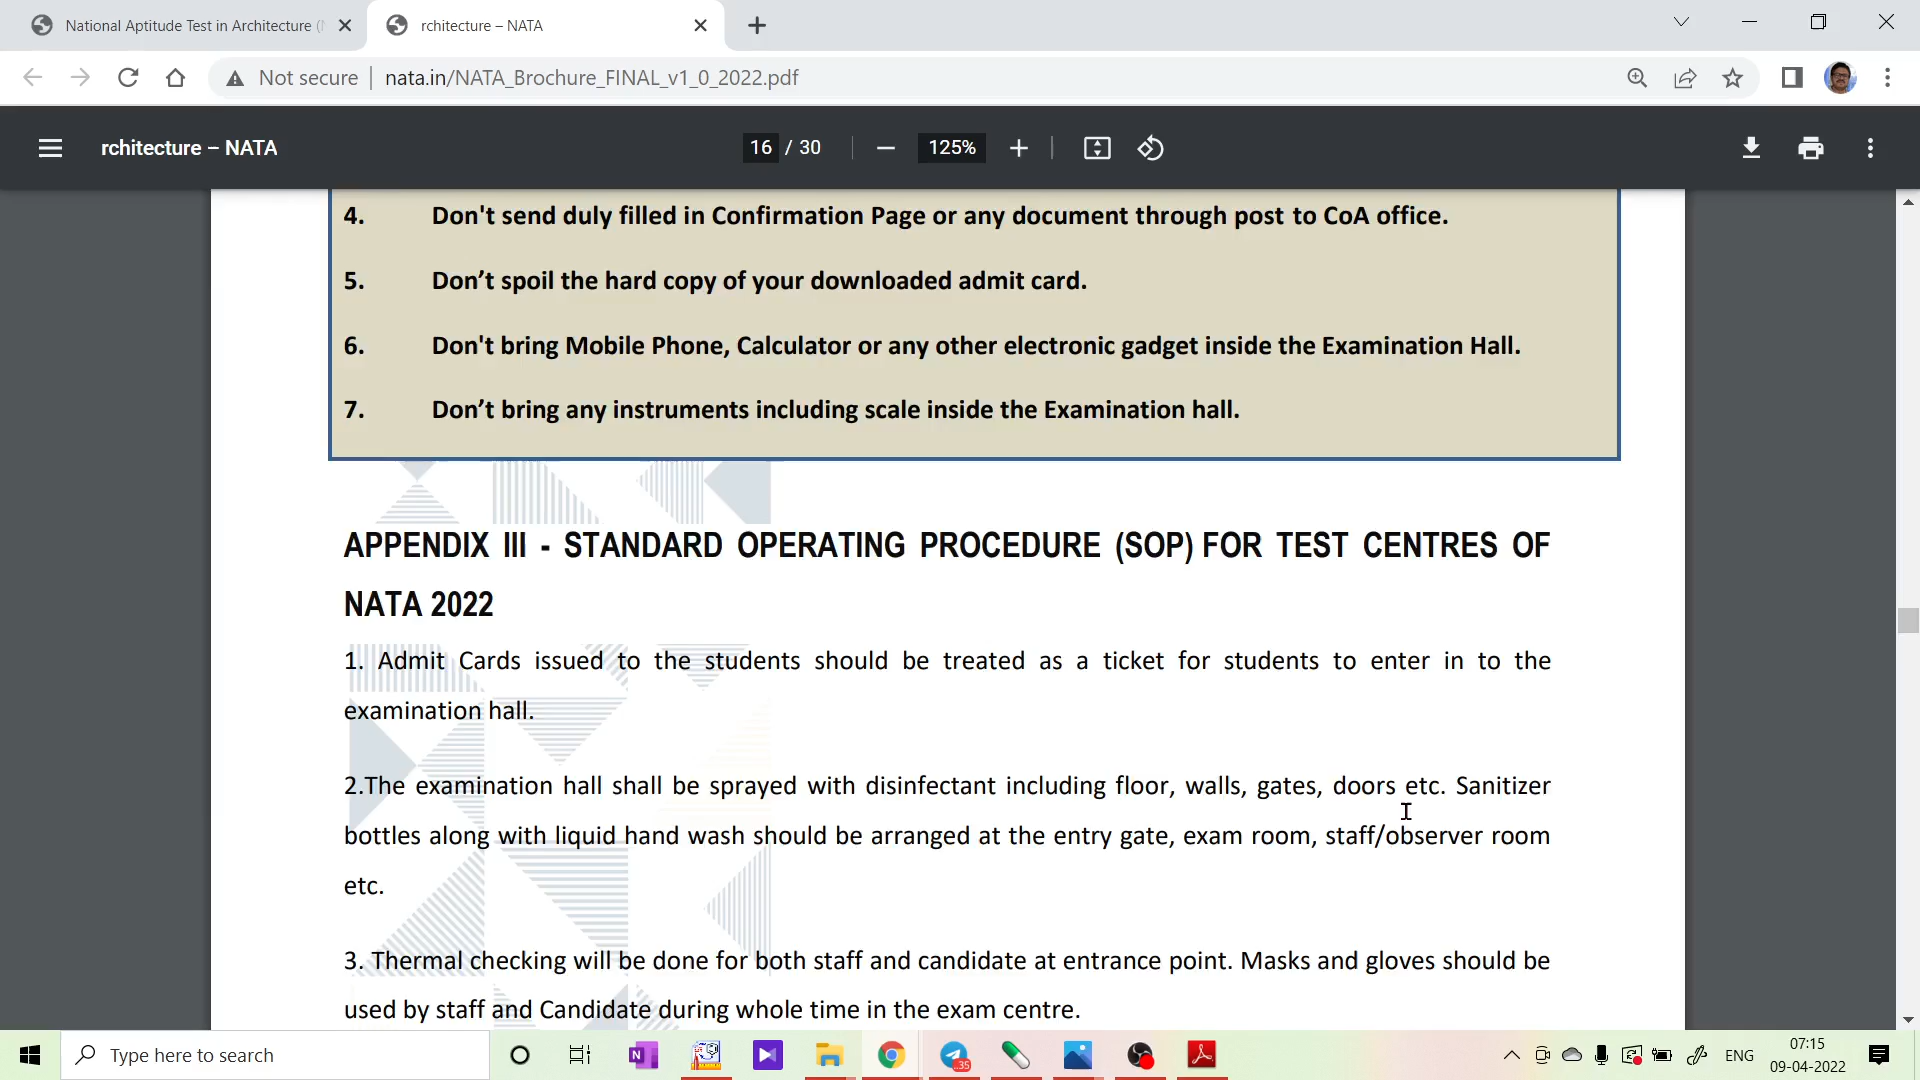 National Aptitude Test in Architecture (
rchitecture – NATA
Not secure
nata.in/NATA_Brochure_FINAL_v1_0_2022.pdf
rchitecture – NATA
16 / 30
125%
4. Don't send duly filled in Confirmation Page or any document through post to CoA office.
5. Don’t spoil the hard copy of your downloaded admit card.
6. Don't bring Mobile Phone, Calculator or any other electronic gadget inside the Examination Hall.
7. Don’t bring any instruments including scale inside the Examination hall.
APPENDIX III - STANDARD OPERATING PROCEDURE (SOP) FOR TEST CENTRES OF
NATA 2022
1. Admit Cards issued to the students should be treated as a ticket for students to enter in to the
examination hall.
2.The examination hall shall be sprayed with disinfectant including floor, walls, gates, doors etc. Sanitizer
bottles along with liquid hand wash should be arranged at the entry gate, exam room, staff/observer room
etc.
3. Thermal checking will be done for both staff and candidate at entrance point. Masks and gloves should be
used by staff and Candidate during whole time in the exam centre.
Type here to search
ENG
07:15
09-04-2022